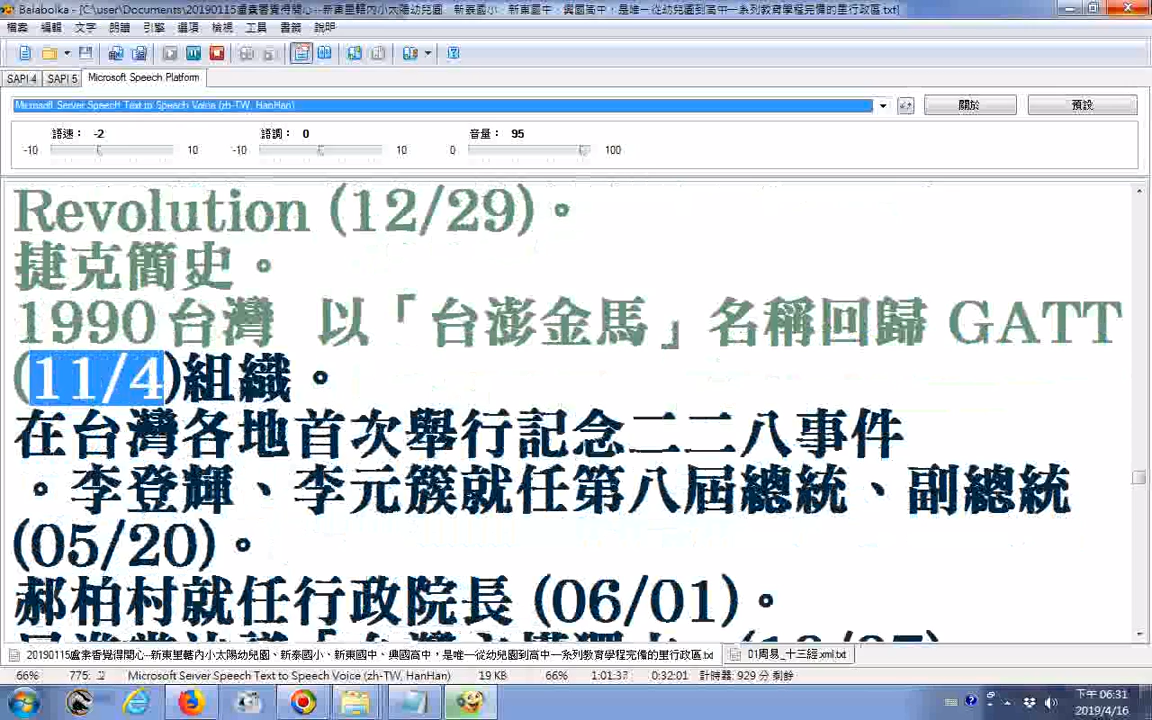 Balabolka - [C:\user\Documents\20190115盧彙香覺得開心--新東里轄內小太陽幼兒園、新泰國小、新東國中、興國高中，是唯一從幼兒園到高中一系列教育學程完備的里行政區.txt]
檔案 編輯 文字 朗讀 引擎 選項 檢視 工具 書籤 說明
SAPI 4 SAPI 5 Microsoft Speech Platform
Microsoft Server Speech Text to Speech Voice (zh-TW, HanHan)
關於 預設
語速： -2 語調： 0 音量： 95
-10 10 -10 10 0 100
Revolution (12/29)。
捷克簡史。
1990台灣 以「台澎金馬」名稱回歸 GATT
(11/4)組織。
在台灣各地首次舉行記念二二八事件
。李登輝、李元簇就任第八屆總統、副總統
(05/20)。
郝柏村就任行政院長 (06/01)。
20190115盧彙香覺得開心--新東里轄內小太陽幼兒園、新泰國小、新東國中、興國高中，是唯一從幼兒園到高中一系列教育學程完備的里行政區.txt 01周易_十三經.xml.txt
66% Microsoft Server Speech Text to Speech Voice (zh-TW, HanHan) 19 KB 66% 1:01:37 0:32:01 計時器: 929 分 剩餘
下午 06:31
2019/4/16